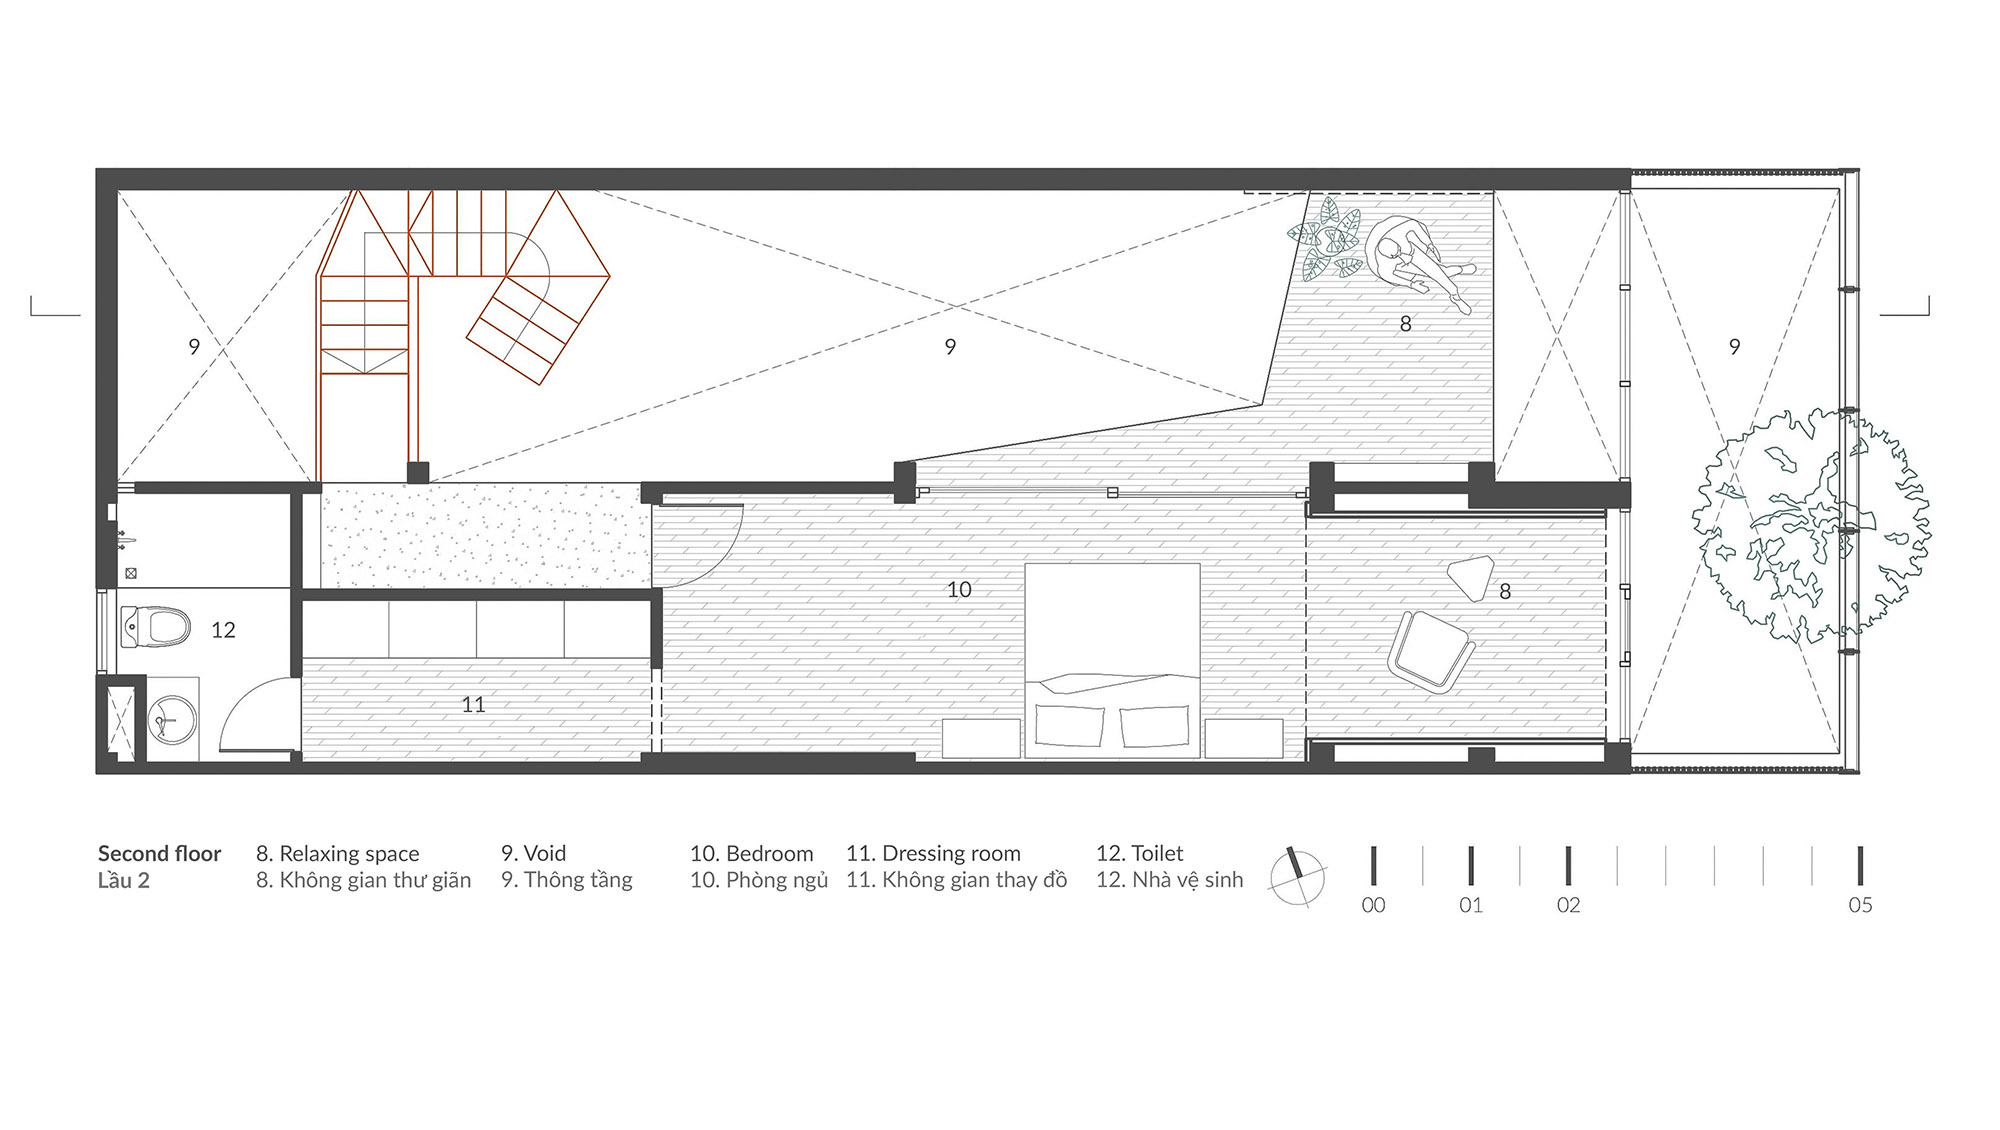 9
9
8
9
10
8
12
11
Second floor 8. Relaxing space 9. Void 10. Bedroom 11. Dressing room 12. Toilet
Lầu 2 8. Không gian thư giãn 9. Thông tầng 10. Phòng ngủ 11. Không gian thay đồ 12. Nhà vệ sinh
00 01 02 05